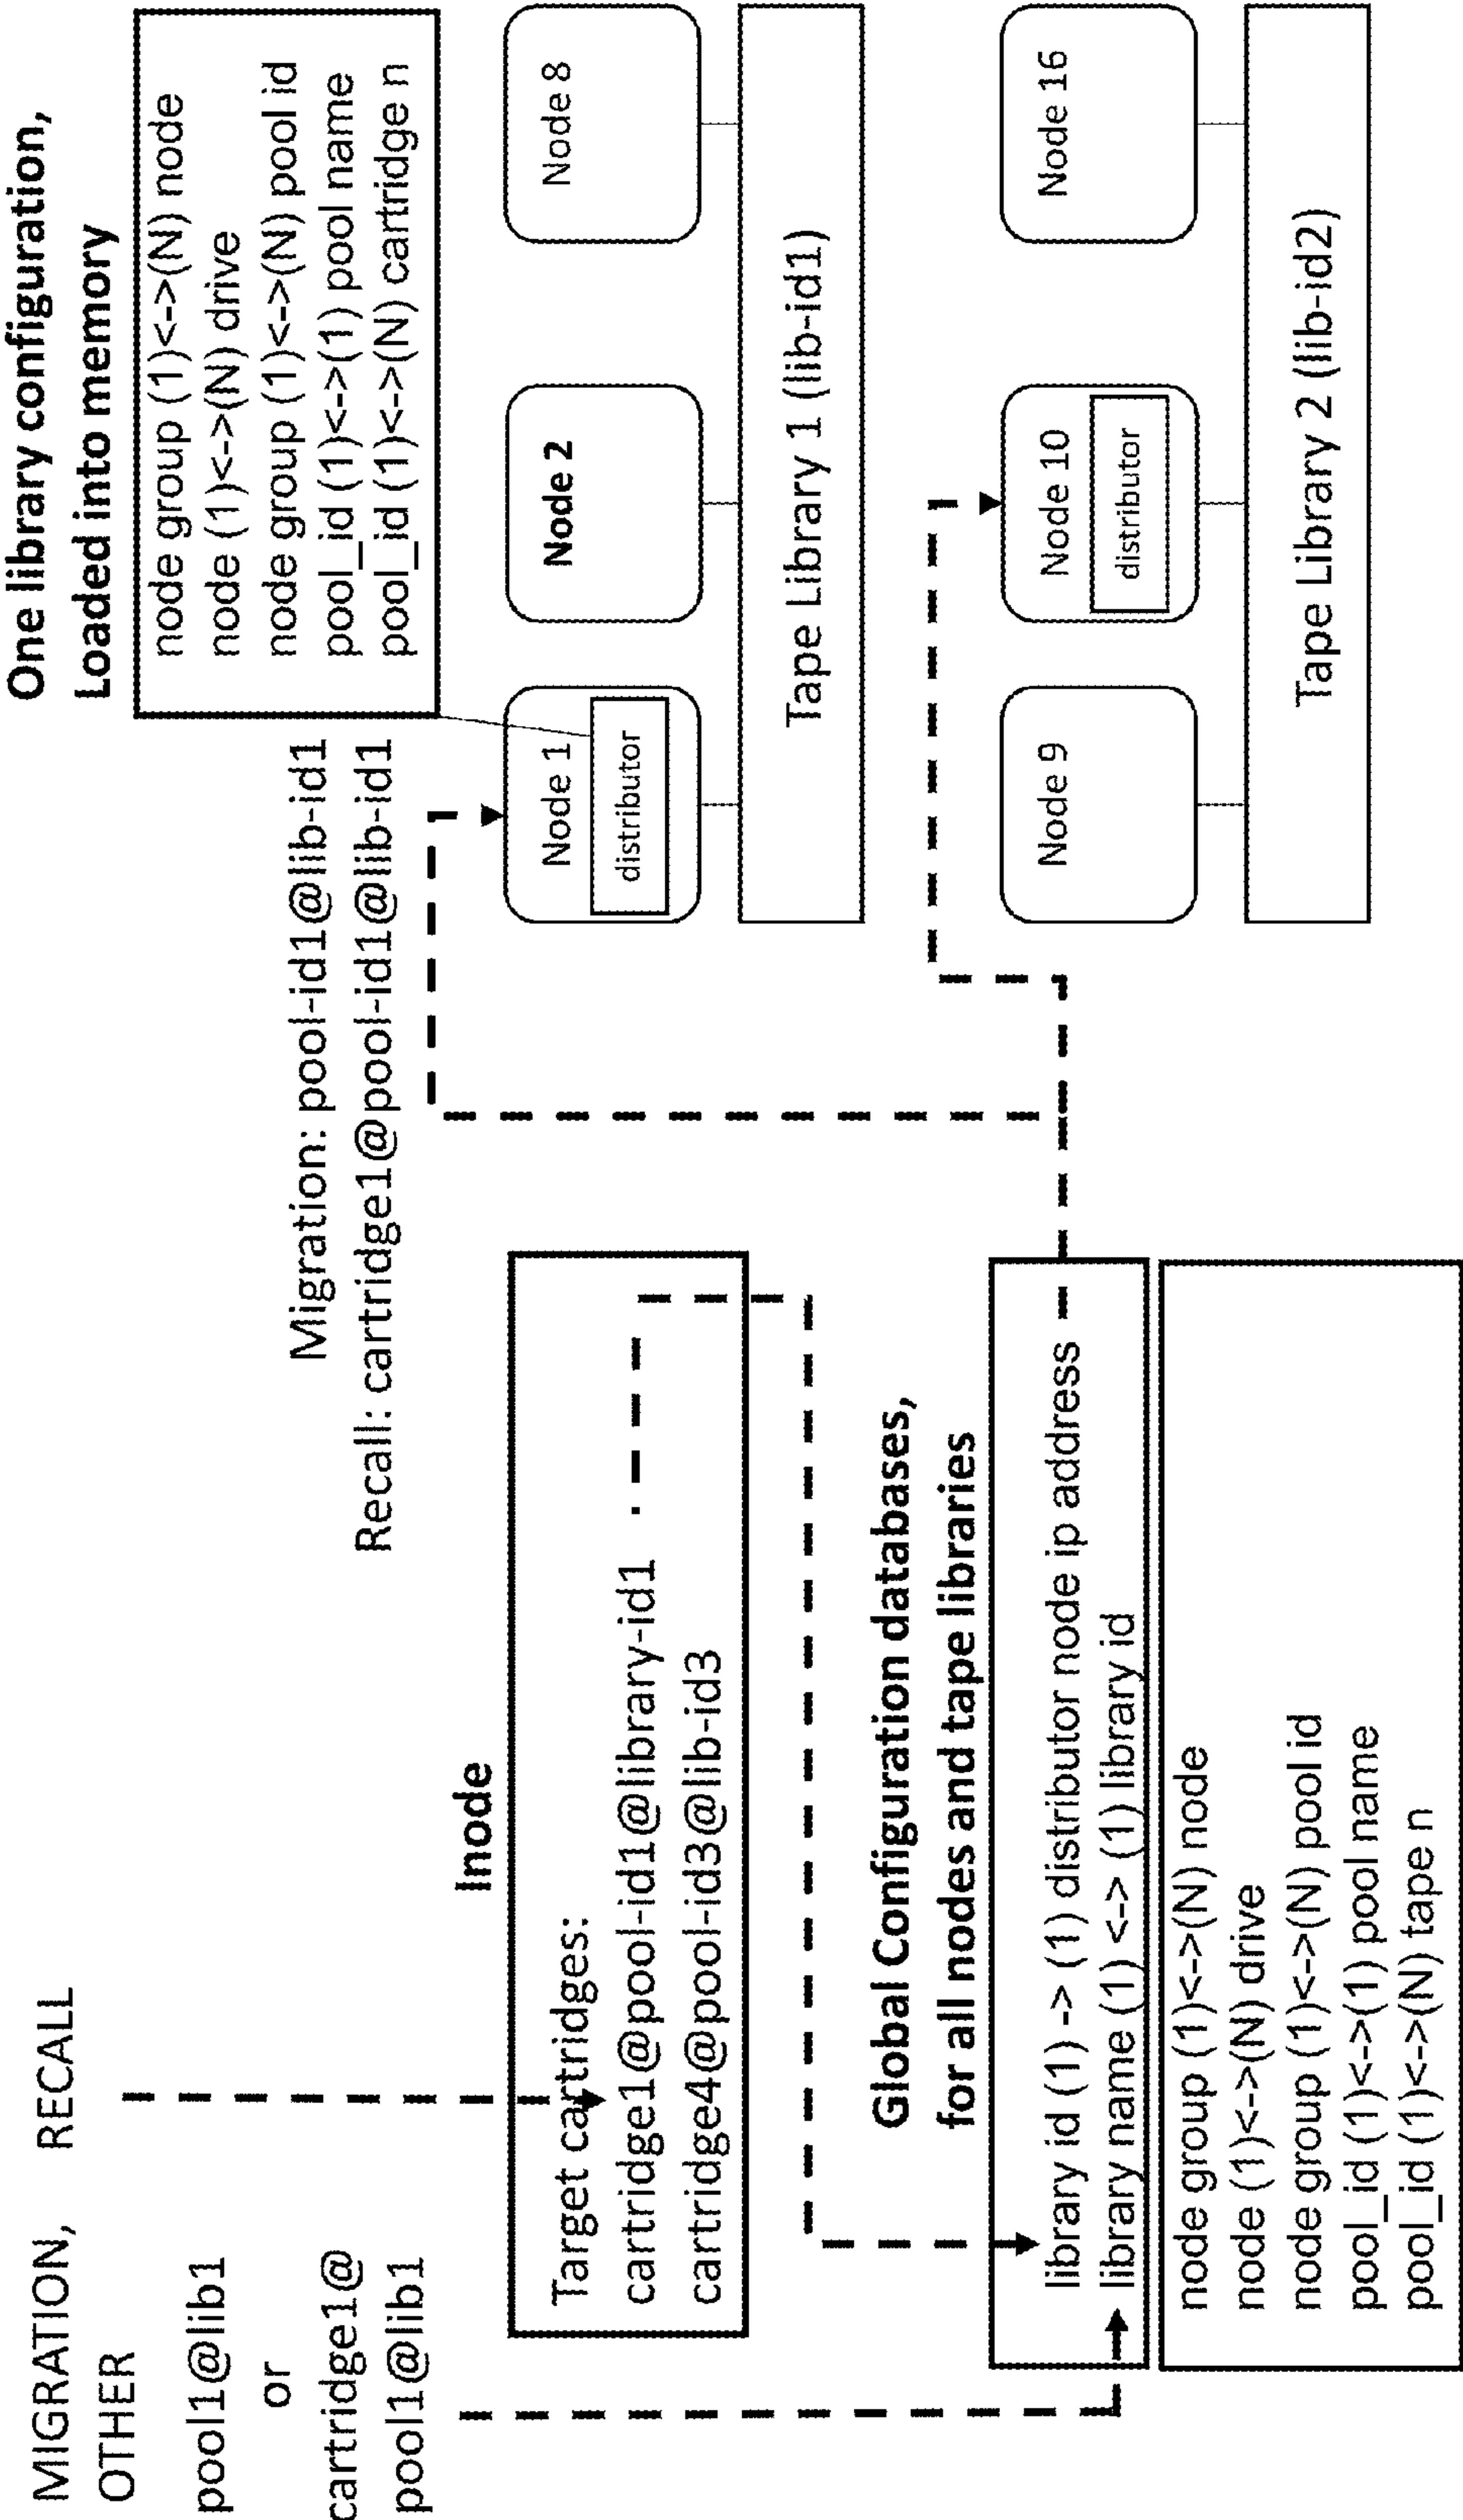 MIGRATION,
OTHER
RECALL
pool1@lib1
or
cartridge1@
pool1@lib1
Inode
Target cartridges:
cartridge1@pool-id1@library-id1
cartridge4@pool-id3@lib-id3
Global Configuration databases,
for all nodes and tape libraries
library id (1) -> (1) distributor node ip address
library name (1) <-> (1) library id
node group (1)<->(N) node
node (1)<->(N) drive
node group (1)<->(N) pool id
pool_id (1)<->(1) pool name
pool_id (1)<->(N) tape n
Migration: pool-id1@lib-id1
Recall: cartridge1@pool-id1@lib-id1
One library configuration,
Loaded into memory
node group (1)<->(N) node
node (1)<->(N) drive
node group (1)<->(N) pool id
pool_id (1)<->(1) pool name
pool_id (1)<->(N) cartridge n
Node 1
distributor
Node 2
Node 8
Tape Library 1 (lib-id1)
Node 9
Node 10
distributor
Node 16
Tape Library 2 (lib-id2)